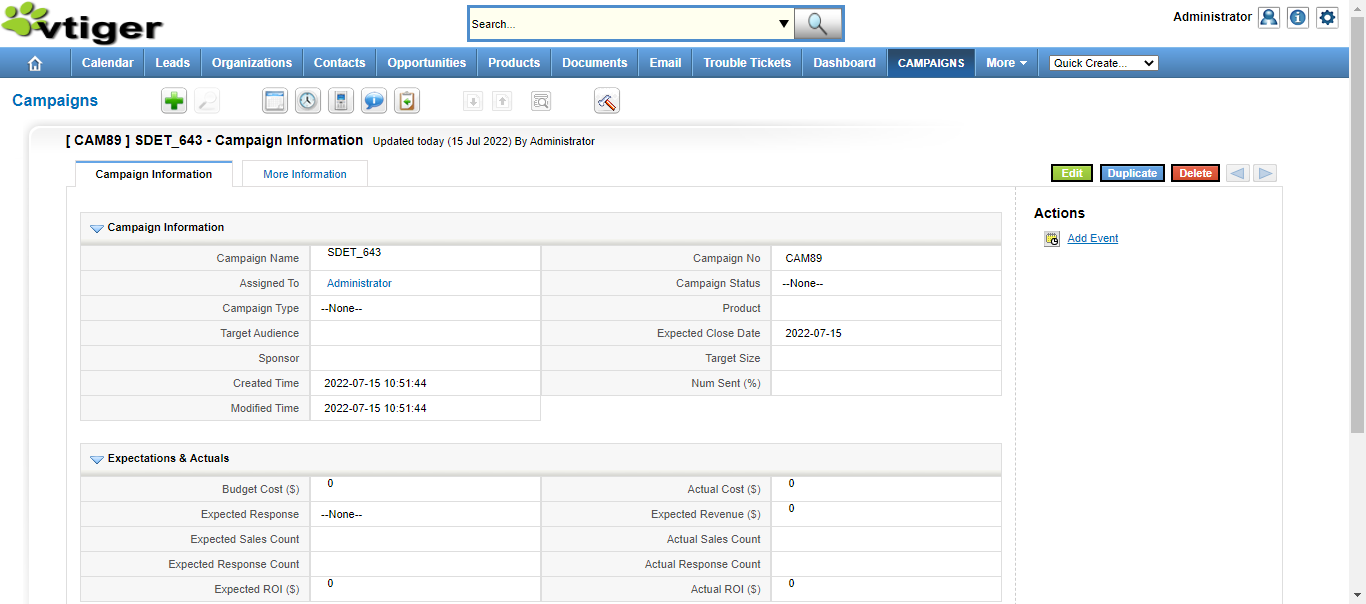 vtiger
Search...
Administrator
Calendar Leads Organizations Contacts Opportunities Products Documents Email Trouble Tickets Dashboard CAMPAIGNS More Quick Create...
Campaigns
[ CAM89 ] SDET_643 - Campaign Information Updated today (15 Jul 2022) By Administrator
Campaign Information More Information
Edit Duplicate Delete
Actions
Add Event
Campaign Information
Campaign Name SDET_643 Campaign No CAM89
Assigned To Administrator Campaign Status --None--
Campaign Type --None-- Product
Target Audience Expected Close Date 2022-07-15
Sponsor Target Size
Created Time 2022-07-15 10:51:44 Num Sent (%)
Modified Time 2022-07-15 10:51:44
Expectations & Actuals
Budget Cost ($) 0 Actual Cost ($) 0
Expected Response --None-- Expected Revenue ($) 0
Expected Sales Count Actual Sales Count
Expected Response Count Actual Response Count
Expected ROI ($) 0 Actual ROI ($) 0